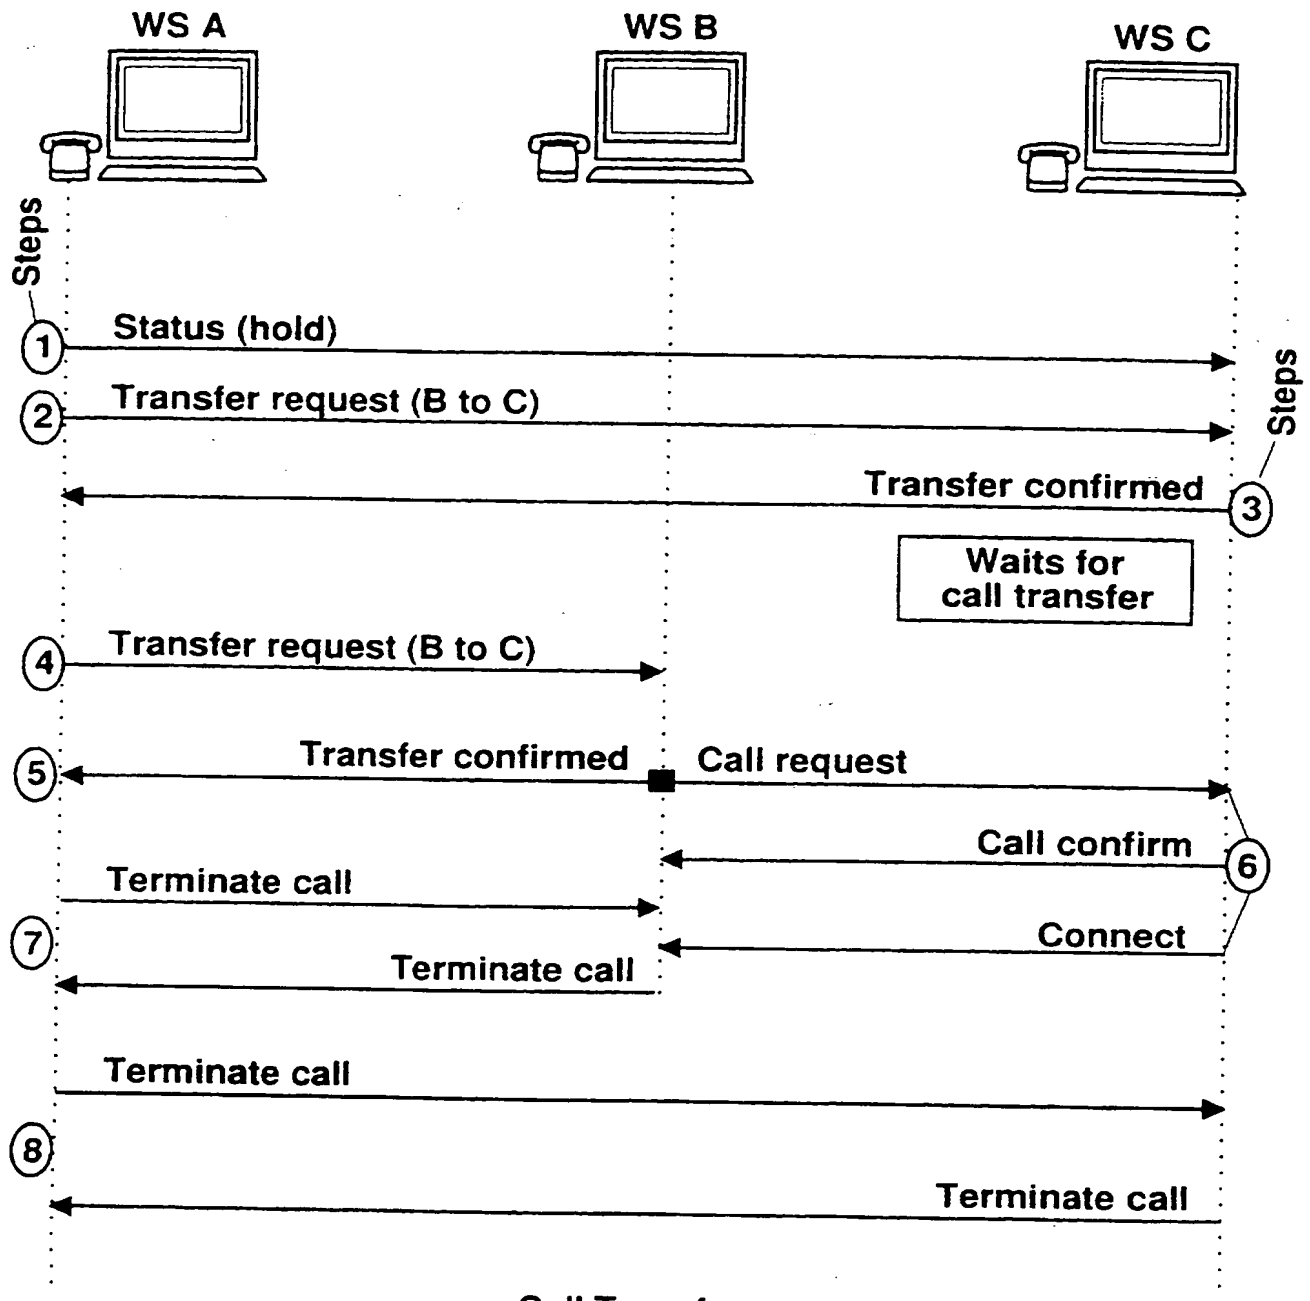 WS A
WS B
WS C
Steps
1
Status (hold)
2
Transfer request (B to C)
Steps
Transfer confirmed
3
Waits for
call transfer
4
Transfer request (B to C)
5
Transfer confirmed
Call request
Call confirm
6
Terminate call
7
Connect
Terminate call
Terminate call
8
Terminate call